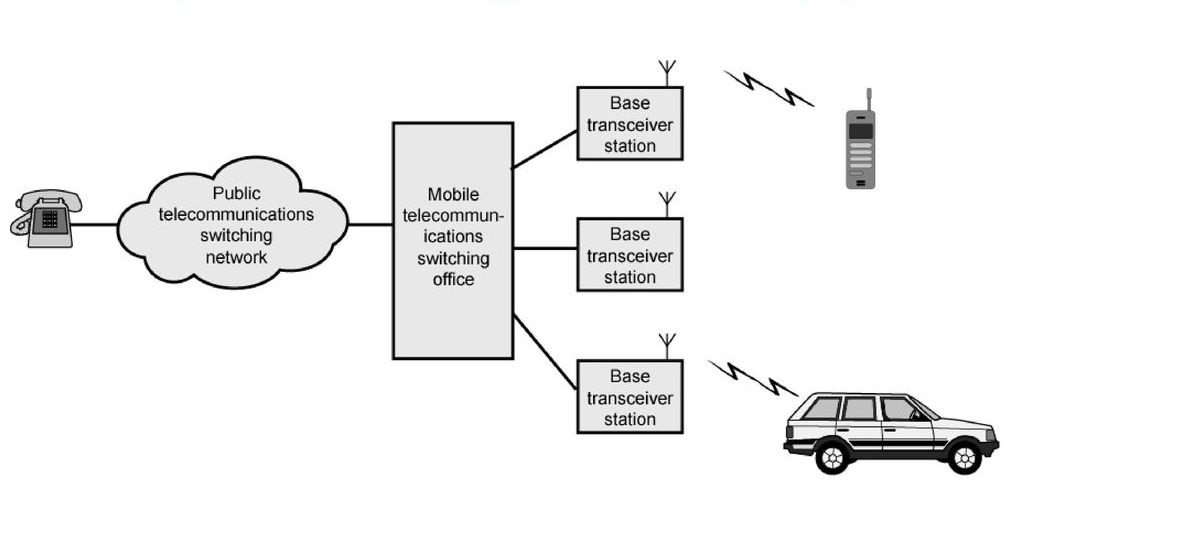 Public
telecommunications
switching
network
Mobile
telecommun-
ications
switching
office
Base
transceiver
station
Base
transceiver
station
Base
transceiver
station